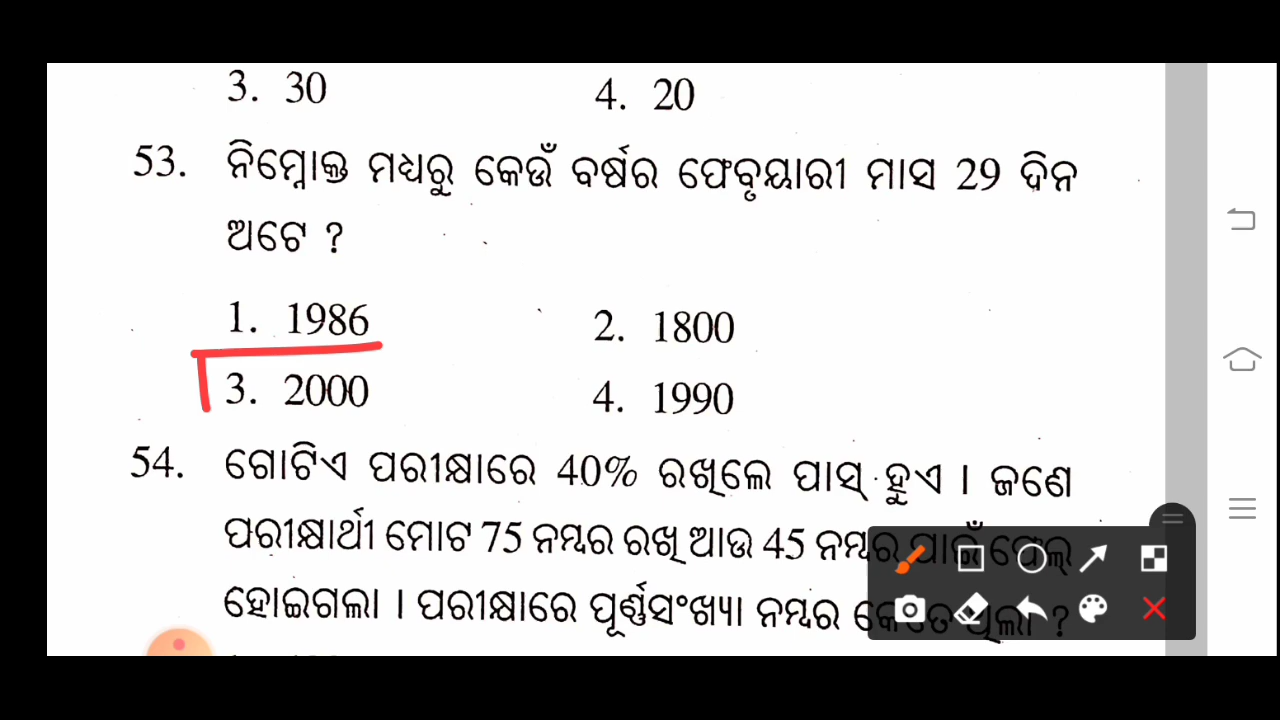 3. 30 4. 20
53. ନିମ୍ନୋକ୍ତ ମଧ୍ୟରୁ କେଉଁ ବର୍ଷର ଫେବୃୟାରୀ ମାସ 29 ଦିନ
ଅଟେ ?
1. 1986 2. 1800
3. 2000 4. 1990
54. ଗୋଟିଏ ପରୀକ୍ଷାରେ 40% ରଖିଲେ ପାସ୍ ହୁଏ । ଜଣେ
ପରୀକ୍ଷାର୍ଥୀ ମୋଟ 75 ନମ୍ବର ରଖି ଆଉ 45 ନମ୍ବର ପାଇଁ ଫେଲ୍
ହୋଇଗଲା । ପରୀକ୍ଷାରେ ପୂର୍ଣ୍ଣସଂଖ୍ୟା ନମ୍ବର କେତେ ଥିଲା ?